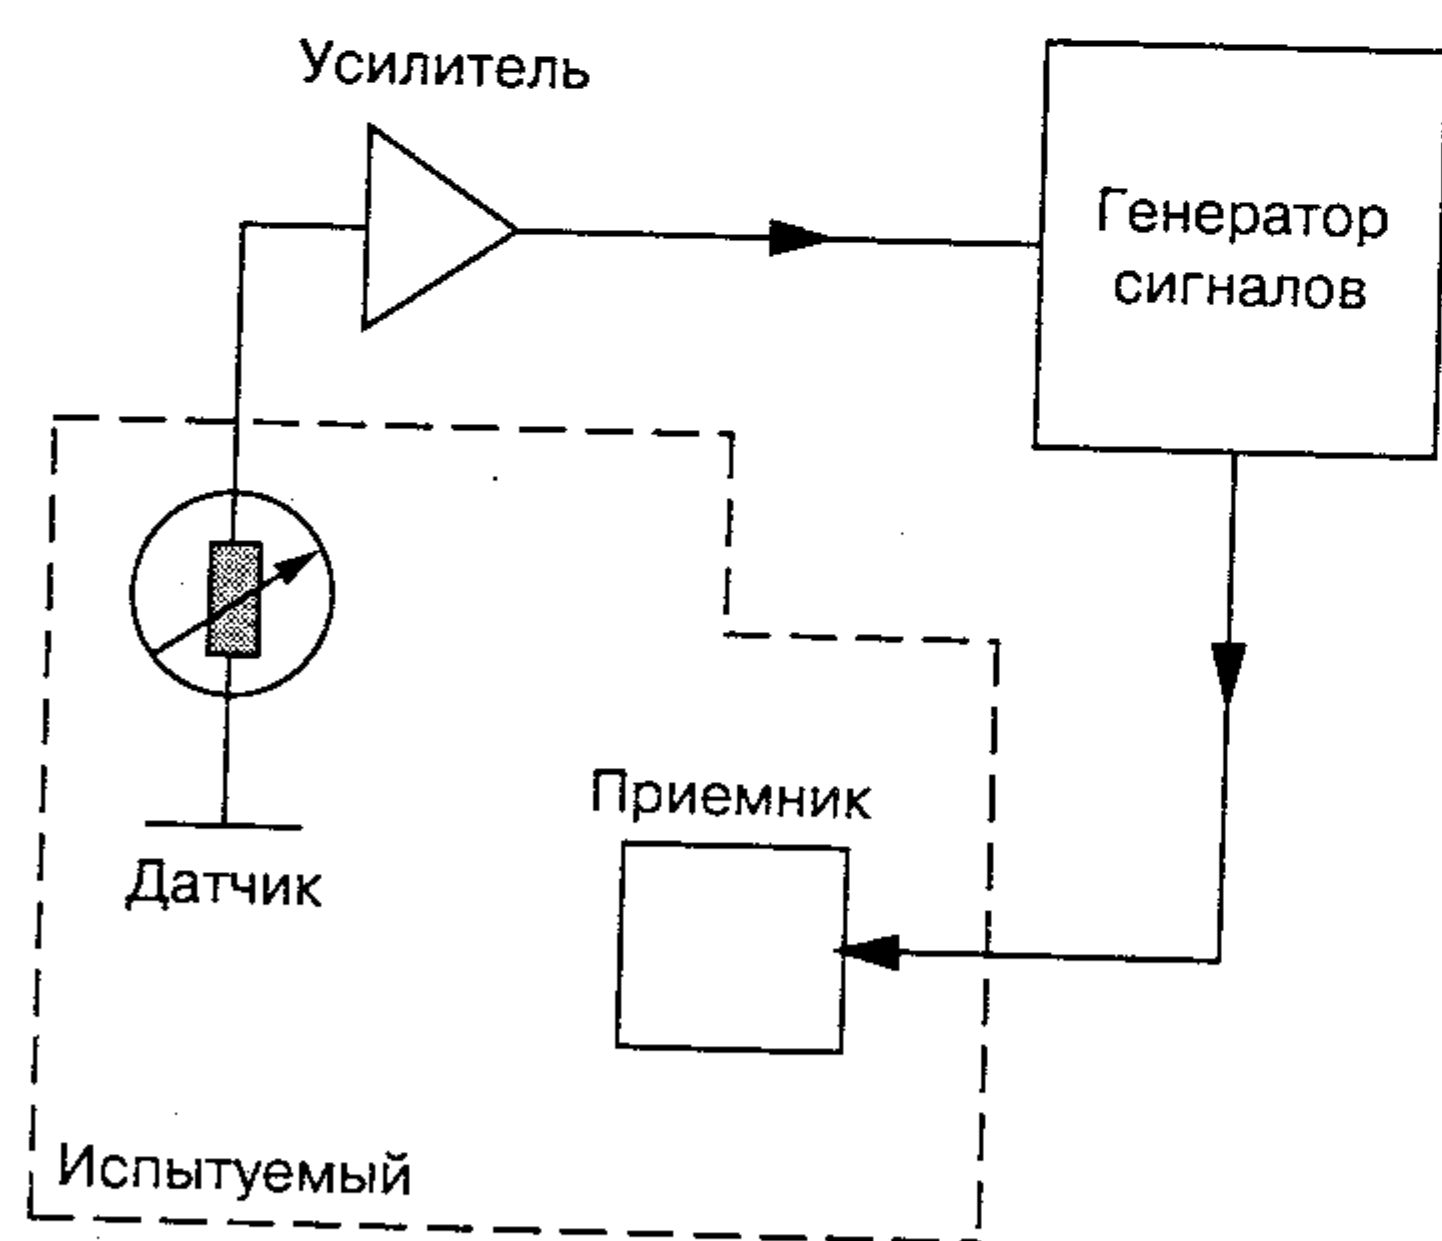 Усилитель
Генератор
сигналов
Приемник
Датчик
Испытуемый